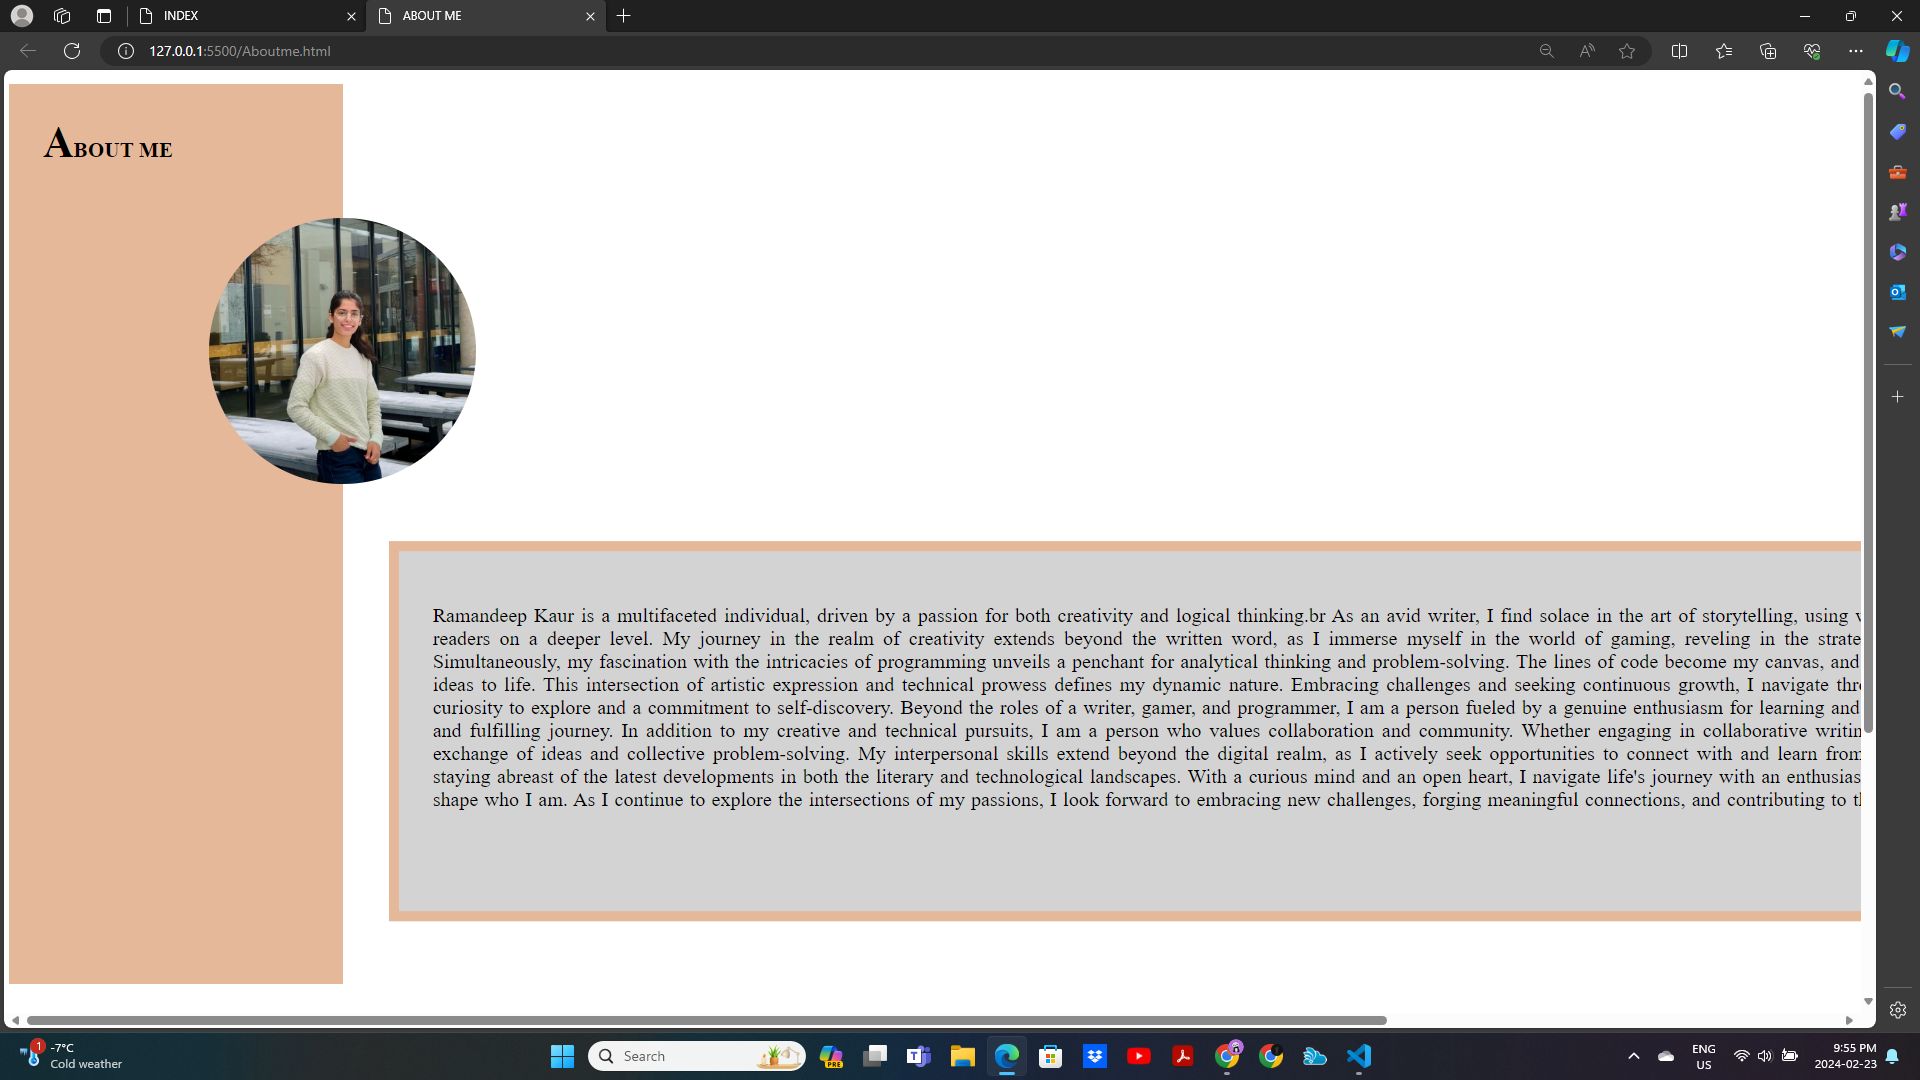 INDEX
ABOUT ME
127.0.0.1:5500/Aboutme.html
ABOUT ME
Ramandeep Kaur is a multifaceted individual, driven by a passion for both creativity and logical thinking.br As an avid writer, I find solace in the art of storytelling, using
readers on a deeper level. My journey in the realm of creativity extends beyond the written word, as I immerse myself in the world of gaming, reveling in the strate
Simultaneously, my fascination with the intricacies of programming unveils a penchant for analytical thinking and problem-solving. The lines of code become my canvas, and
ideas to life. This intersection of artistic expression and technical prowess defines my dynamic nature. Embracing challenges and seeking continuous growth, I navigate thr
curiosity to explore and a commitment to self-discovery. Beyond the roles of a writer, gamer, and programmer, I am a person fueled by a genuine enthusiasm for learning and
and fulfilling journey. In addition to my creative and technical pursuits, I am a person who values collaboration and community. Whether engaging in collaborative writin
exchange of ideas and collective problem-solving. My interpersonal skills extend beyond the digital realm, as I actively seek opportunities to connect with and learn from
staying abreast of the latest developments in both the literary and technological landscapes. With a curious mind and an open heart, I navigate life's journey with an enthusias
shape who I am. As I continue to explore the intersections of my passions, I look forward to embracing new challenges, forging meaningful connections, and contributing to t
1
-7°C
Cold weather
Search
PRE
ENG
US
9:55 PM
2024-02-23